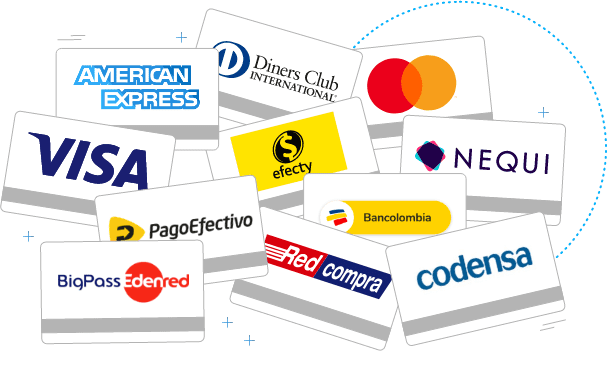 AMERICAN
EXPRESS
Diners Club
INTERNATIONAL®
VISA
$
efecty
NEQUI
PagoEfectivo
Bancolombia
BigPass Edenred
Red compra
codensa